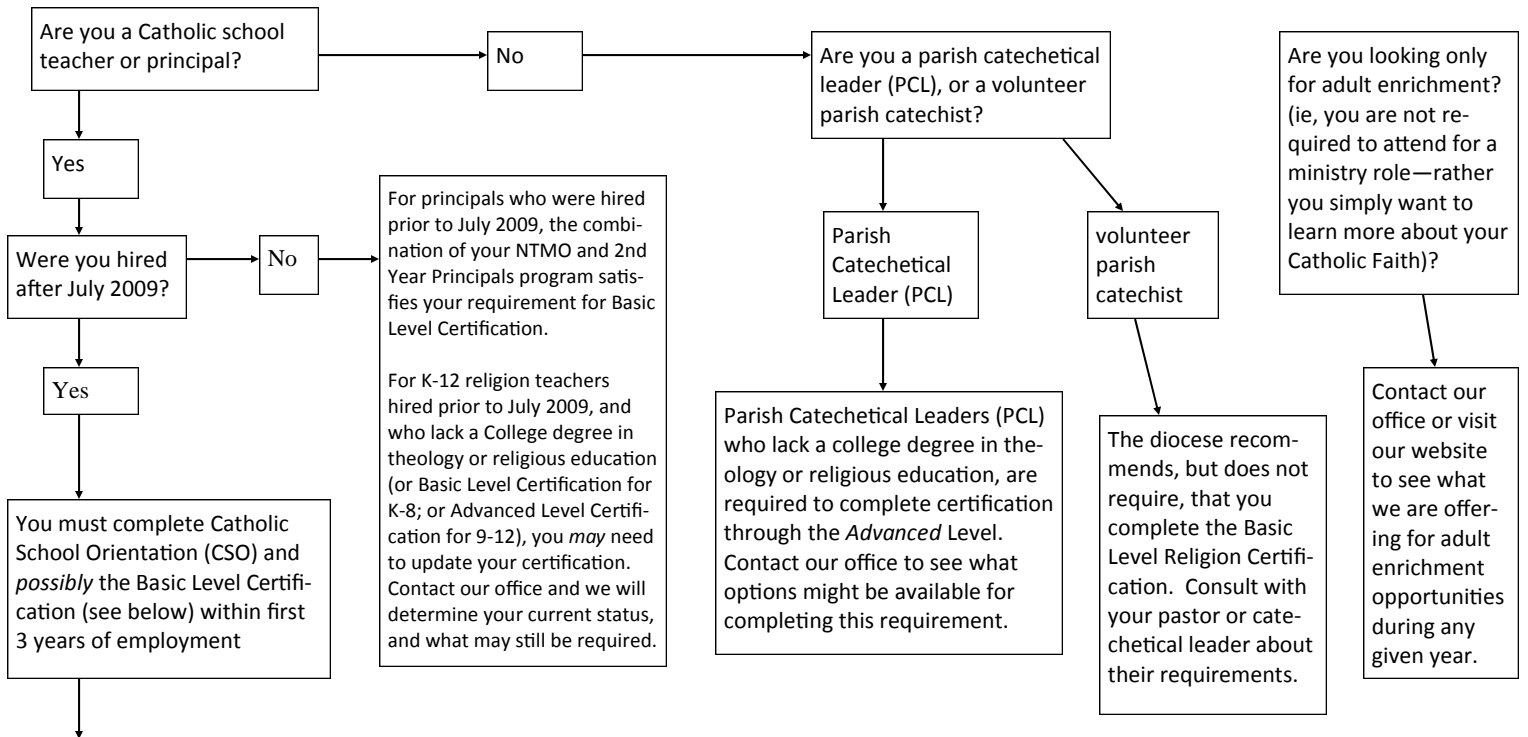 Are you a Catholic school
teacher or principal?
No
Are you a parish catechetical
leader (PCL), or a volunteer
parish catechist?
Are you looking only
for adult enrichment?
(ie, you are not re-
quired to attend for a
ministry role—rather
you simply want to
learn more about your
Catholic Faith)?
Yes
Were you hired
after July 2009?
No
For principals who were hired
prior to July 2009, the combi-
nation of your NTMO and 2nd
Year Principals program satis-
fies your requirement for Basic
Level Certification.
For K-12 religion teachers
hired prior to July 2009, and
who lack a College degree in
theology or religious education
(or Basic Level Certification for
K-8; or Advanced Level Certifi-
cation for 9-12), you may need
to update your certification.
Contact our office and we will
determine your current status,
and what may still be required.
Parish
Catechetical
Leader (PCL)
volunteer
parish
catechist
Yes
You must complete Catholic
School Orientation (CSO) and
possibly the Basic Level Certifi-
cation (see below) within first
3 years of employment
Parish Catechetical Leaders (PCL)
who lack a college degree in the-
ology or religious education, are
required to complete certification
through the Advanced Level.
Contact our office to see what
options might be available for
completing this requirement.
The diocese recom-
mends, but does not
require, that you
complete the Basic
Level Religion Certifi-
cation.  Consult with
your pastor or cate-
chetical leader about
their requirements.
Contact our
office or visit
our website
to see what
we are offer-
ing for adult
enrichment
opportunities
during any
given year.